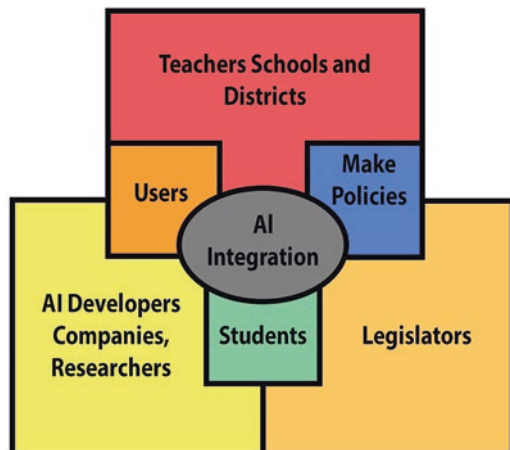 Teachers Schools and
Districts
Users
Make
Policies
AI
Integration
AI Developers
Companies,
Researchers
Students
Legislators